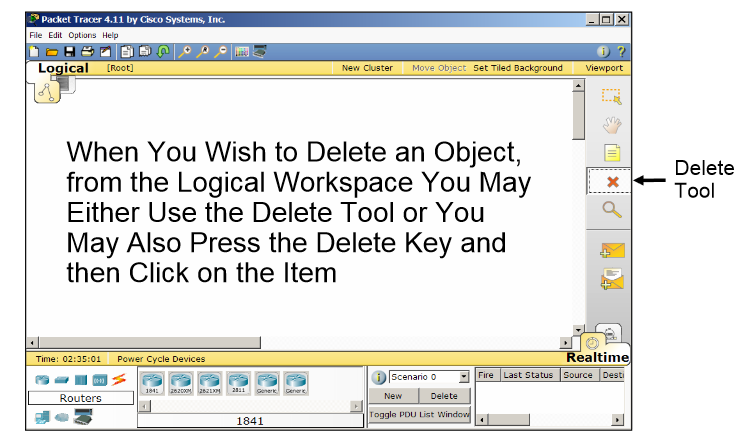 Packet Tracer 4.11 by Cisco Systems, Inc.
File Edit Options Help
Logical [Root] New Cluster Move Object Set Tiled Background Viewport
When You Wish to Delete an Object,
from the Logical Workspace You May
Either Use the Delete Tool or You
May Also Press the Delete Key and
then Click on the Item
Delete
Tool
Realtime
Time: 02:35:01 Power Cycle Devices
Scenario 0
Fire Last Status Source Dest
1841 2620XM 2621XM 2811 Generic Generic
Routers
New Delete
Toggle PDU List Window
1841